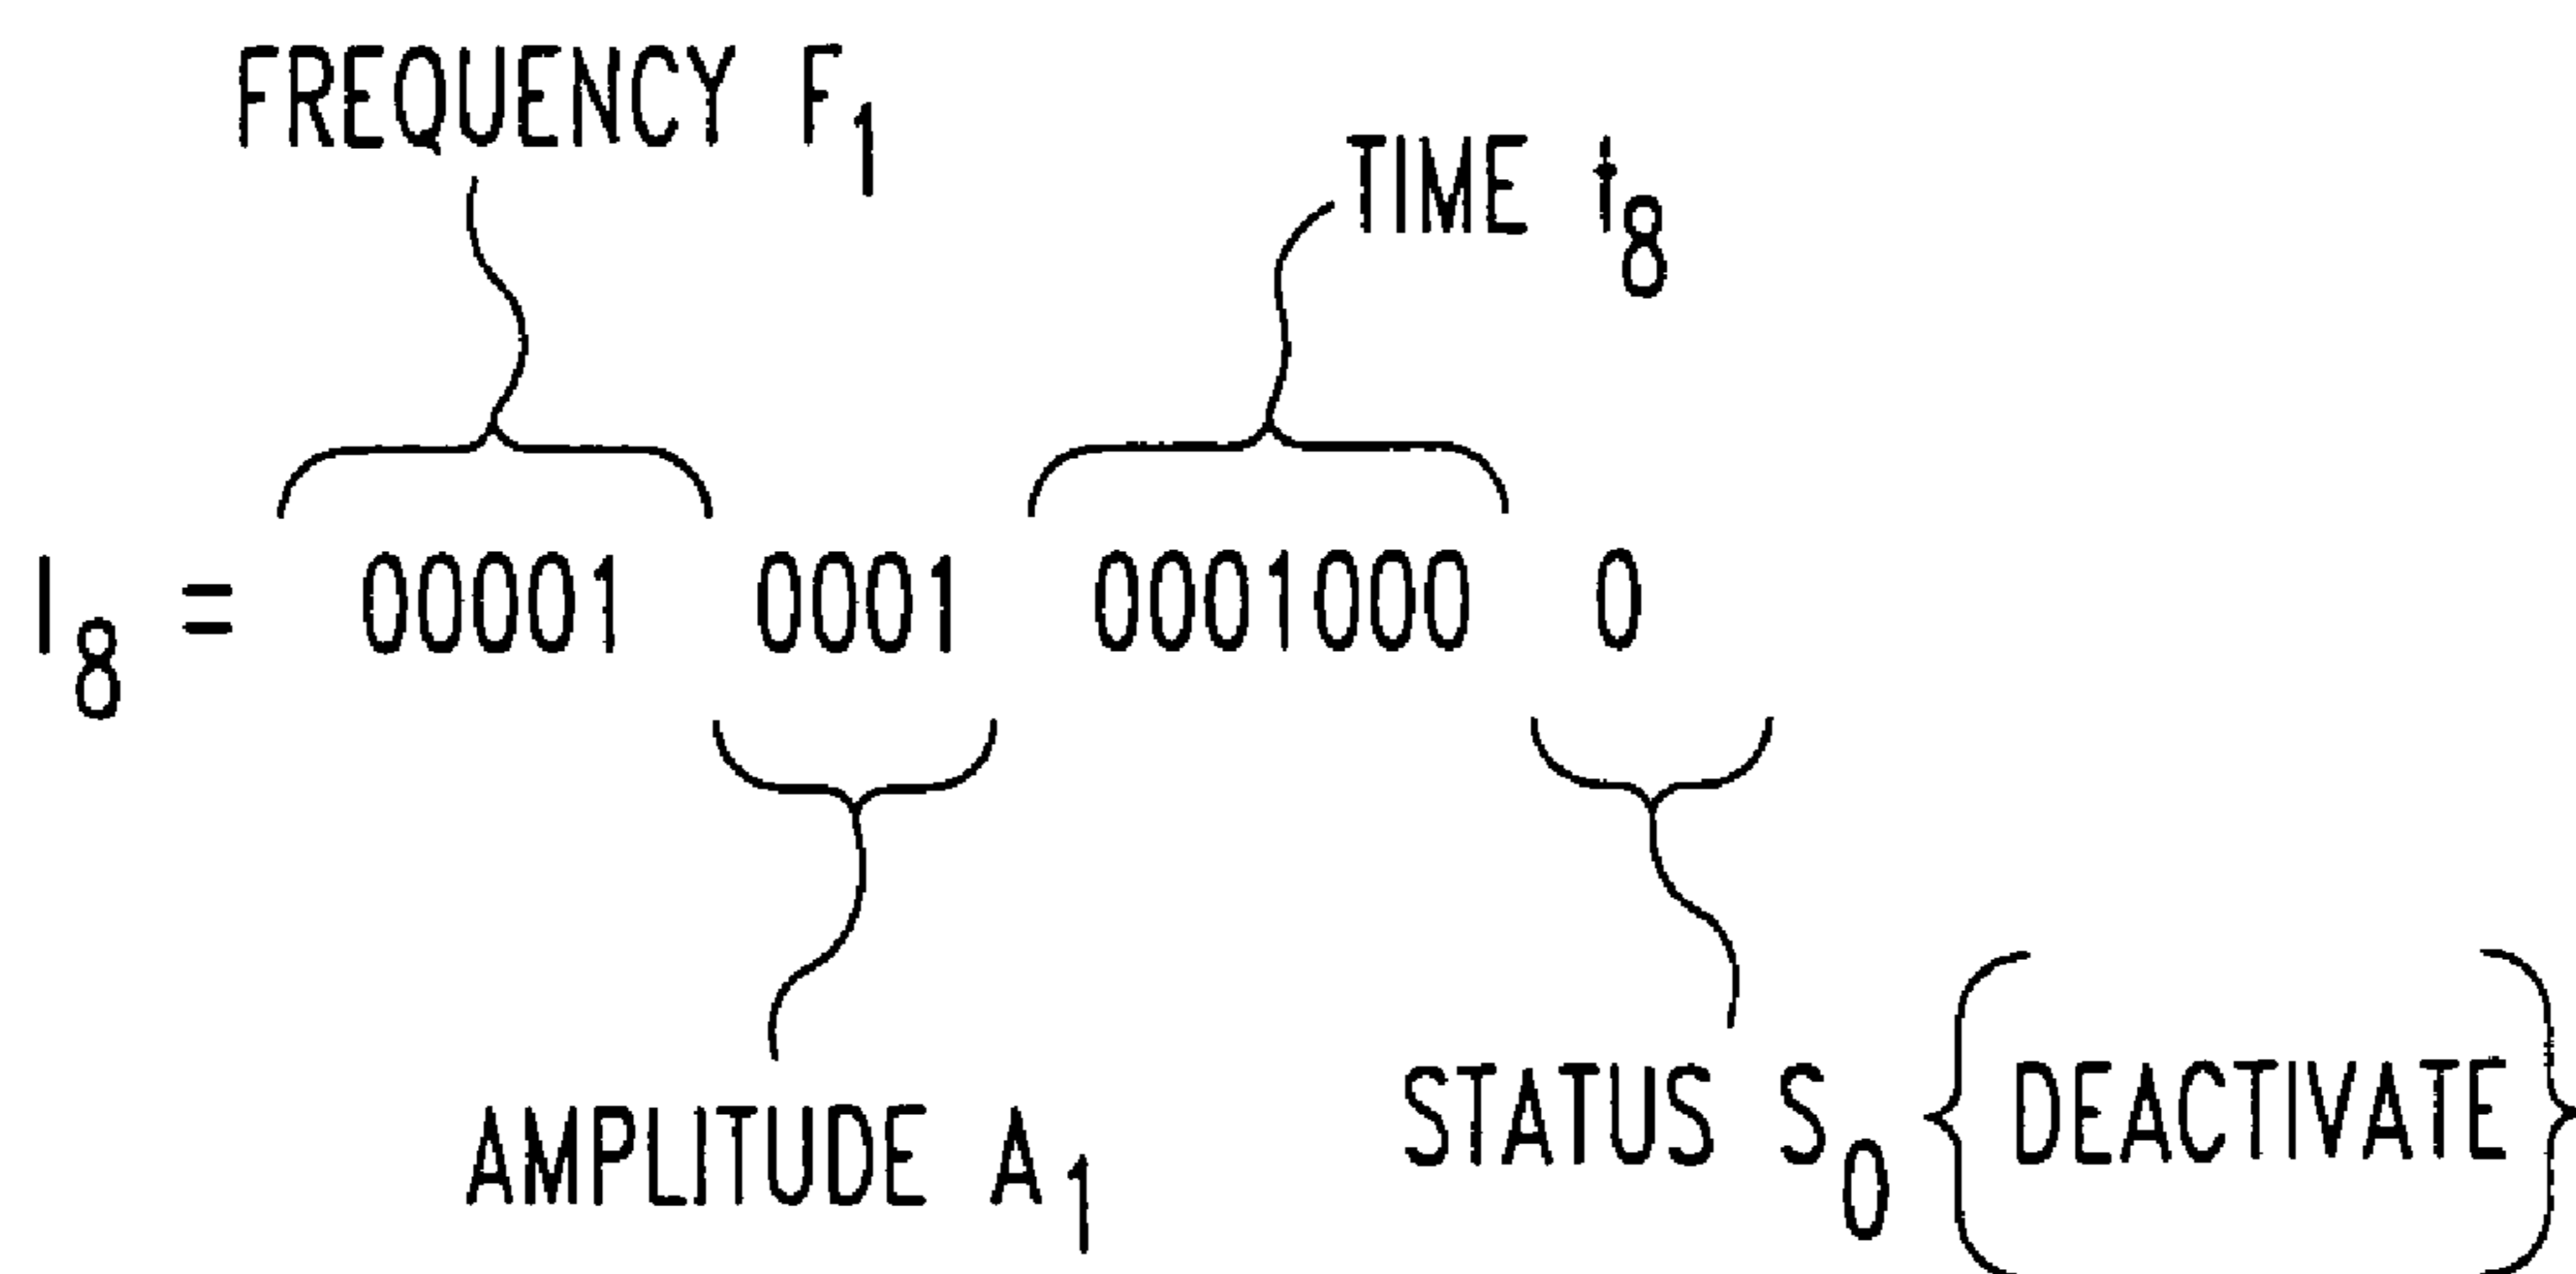 FREQUENCY F₁
TIME t₈
I₈ = 00001 0001 0001000 0
AMPLITUDE A₁
STATUS S₀ {DEACTIVATE}